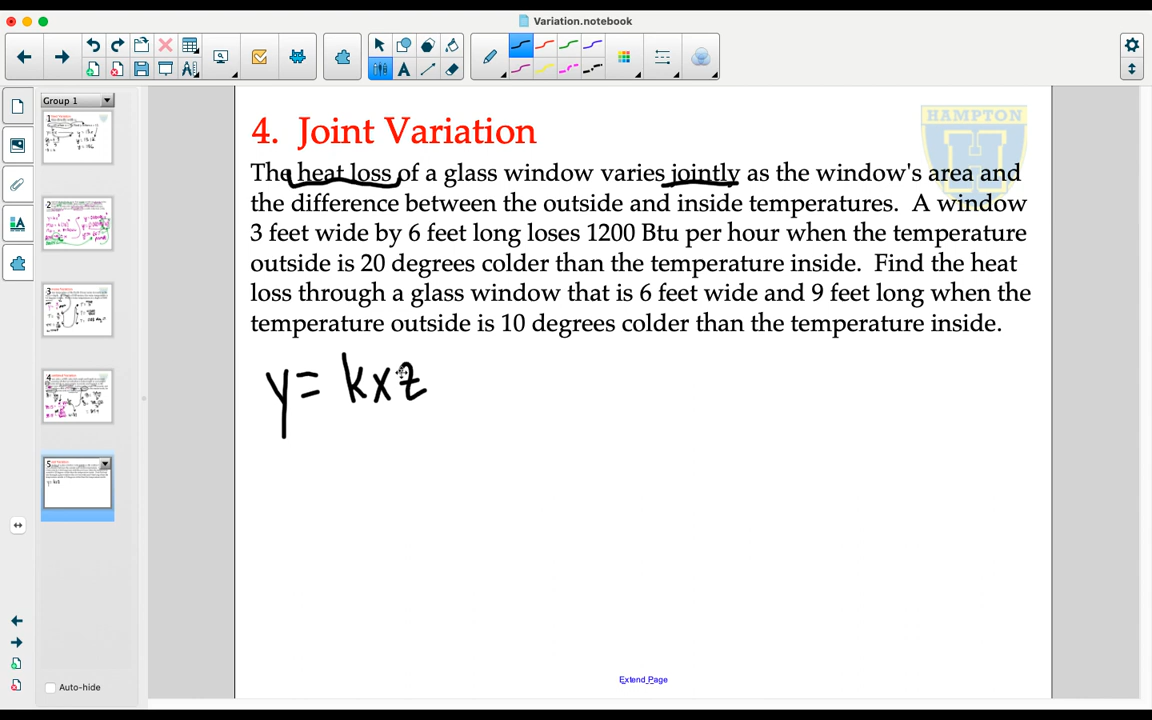 Variation.notebook
Group 1
HAMPTON
H
4. Joint Variation
The heat loss of a glass window varies jointly as the window's area and
the difference between the outside and inside temperatures. A window
3 feet wide by 6 feet long loses 1200 Btu per hour when the temperature
outside is 20 degrees colder than the temperature inside. Find the heat
loss through a glass window that is 6 feet wide and 9 feet long when the
temperature outside is 10 degrees colder than the temperature inside.
y = kxz
Auto-hide
Extend Page